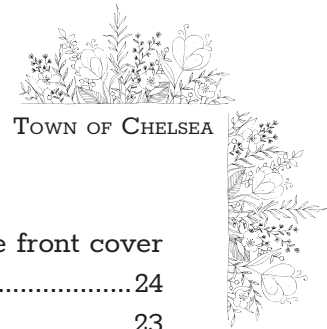 Town of Chelsea
e front cover
..................24
23